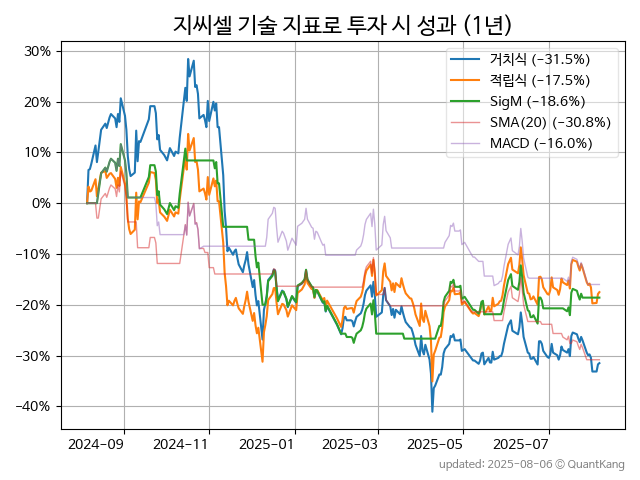 지씨셀 기술 지표로 투자 시 성과 (1년)
거치식 (−31.5%)
적립식 (−17.5%)
SigM (−18.6%)
SMA(20) (−30.8%)
MACD (−16.0%)
30%
20%
10%
0%
−10%
−20%
−30%
−40%
2024-09 2024-11 2025-01 2025-03 2025-05 2025-07
updated: 2025-08-06 © QuantKang